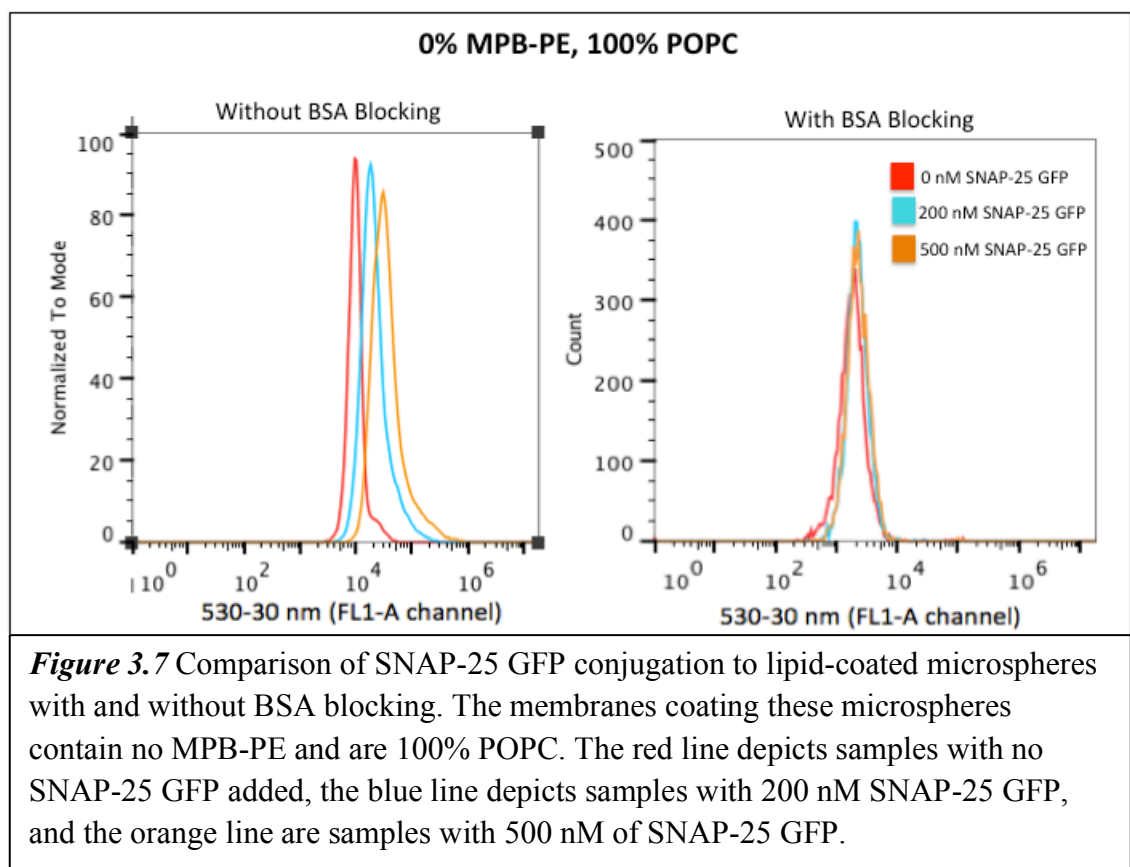 0% MPB-PE, 100% POPC
Without BSA Blocking
Normalized To Mode
100
80
60
40
20
0
10^0 10^2 10^4 10^6
530-30 nm (FL1-A channel)
With BSA Blocking
Count
500
400
300
200
100
0
0 nM SNAP-25 GFP
200 nM SNAP-25 GFP
500 nM SNAP-25 GFP
10^0 10^2 10^4 10^6
530-30 nm (FL1-A channel)
Figure 3.7 Comparison of SNAP-25 GFP conjugation to lipid-coated microspheres
with and without BSA blocking. The membranes coating these microspheres
contain no MPB-PE and are 100% POPC. The red line depicts samples with no
SNAP-25 GFP added, the blue line depicts samples with 200 nM SNAP-25 GFP,
and the orange line are samples with 500 nM of SNAP-25 GFP.